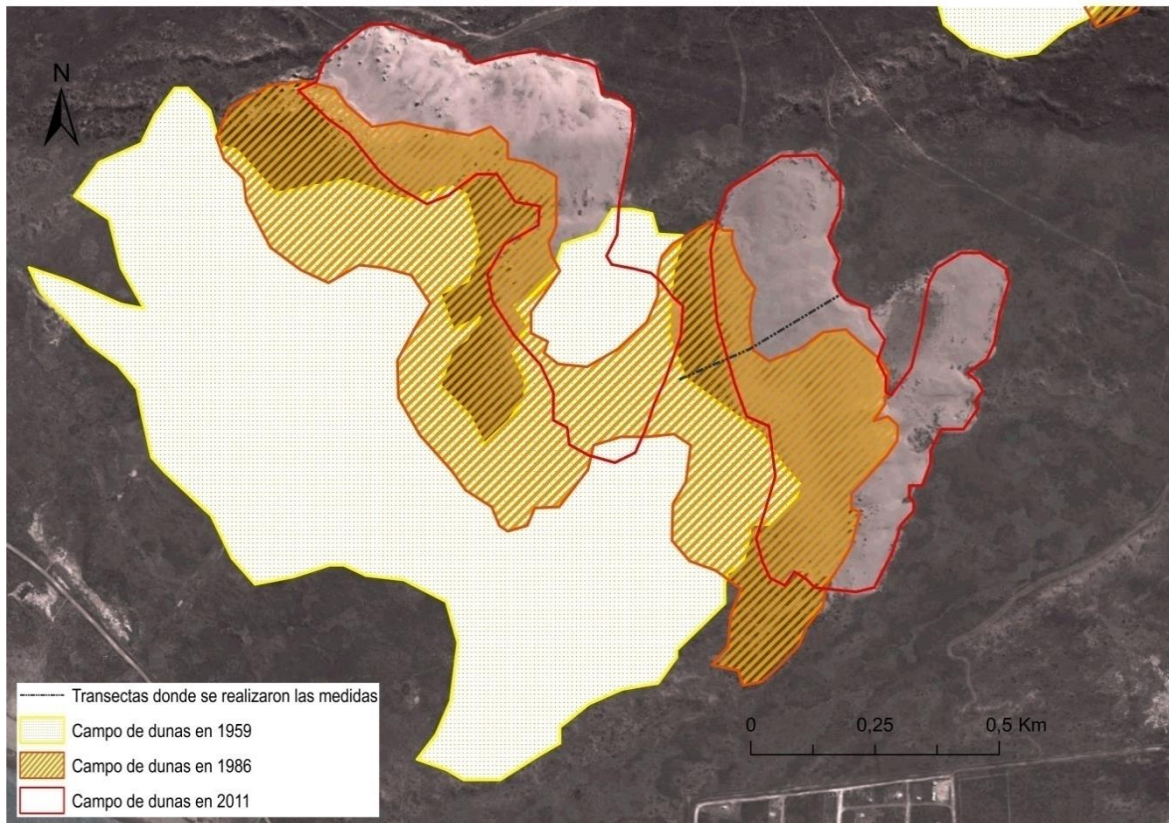 N
0 0,25 0,5 Km
Transectas donde se realizaron las medidas
Campo de dunas en 1959
Campo de dunas en 1986
Campo de dunas en 2011